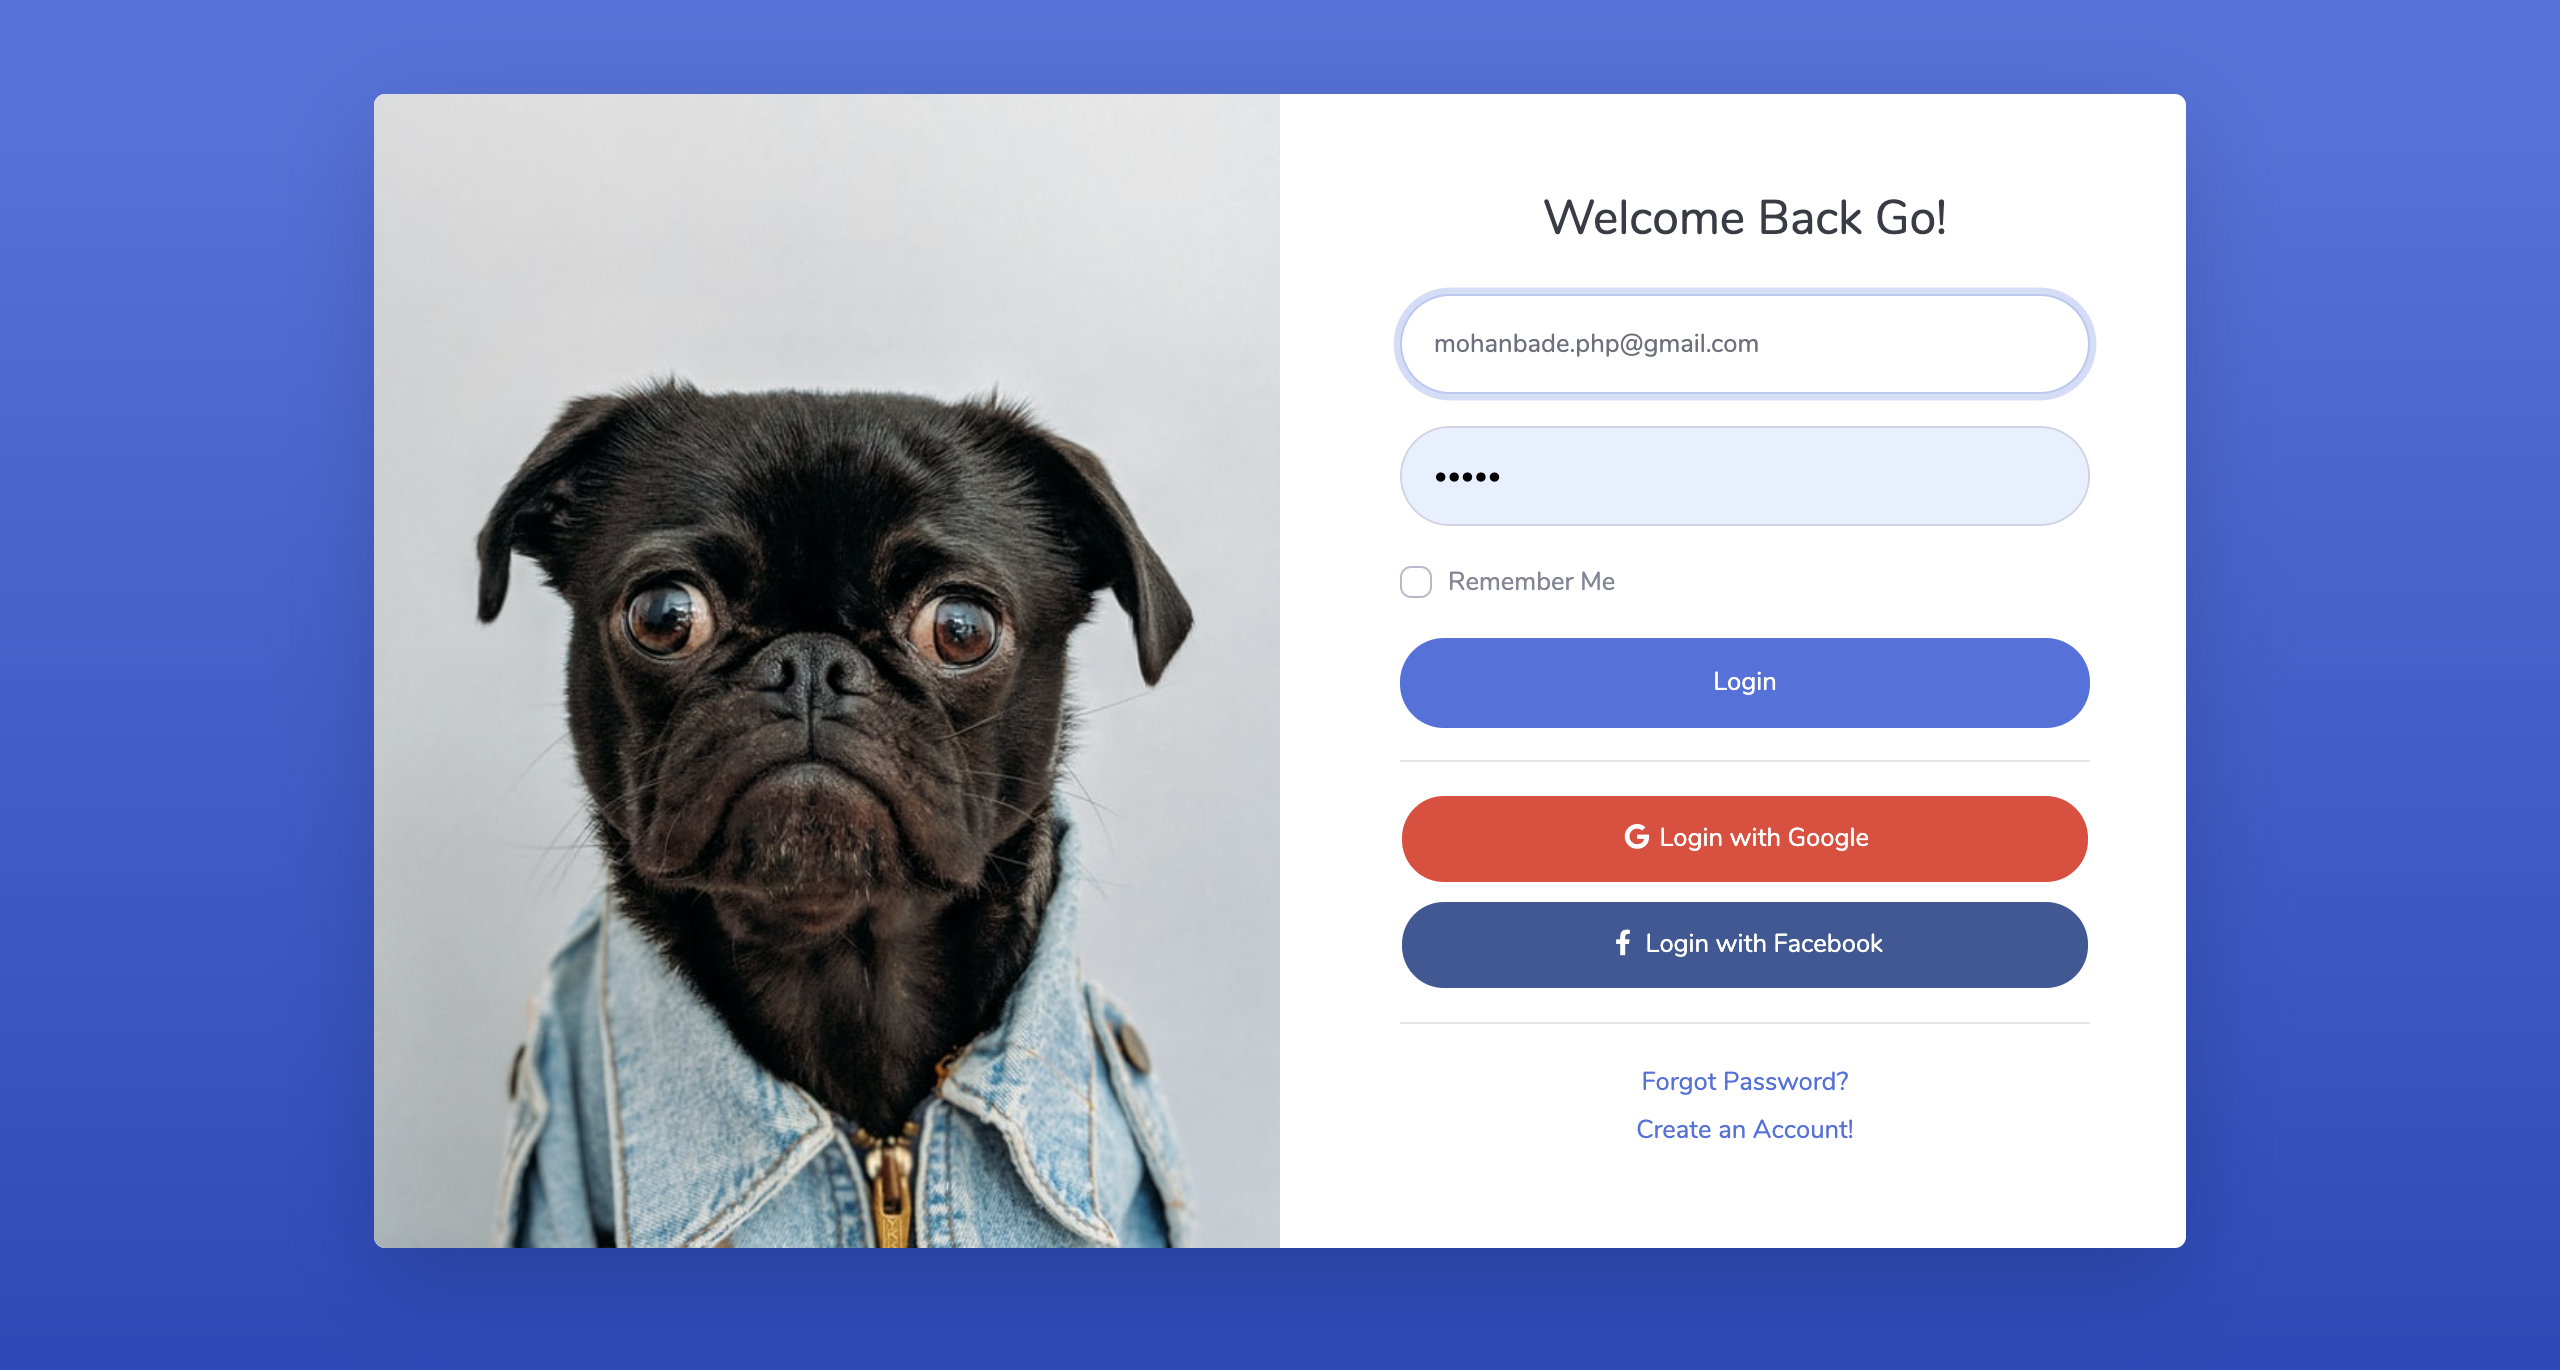 Welcome Back Go!
mohanbade.php@gmail.com
•••••
Remember Me
Login
Login with Google
Login with Facebook
Forgot Password?
Create an Account!